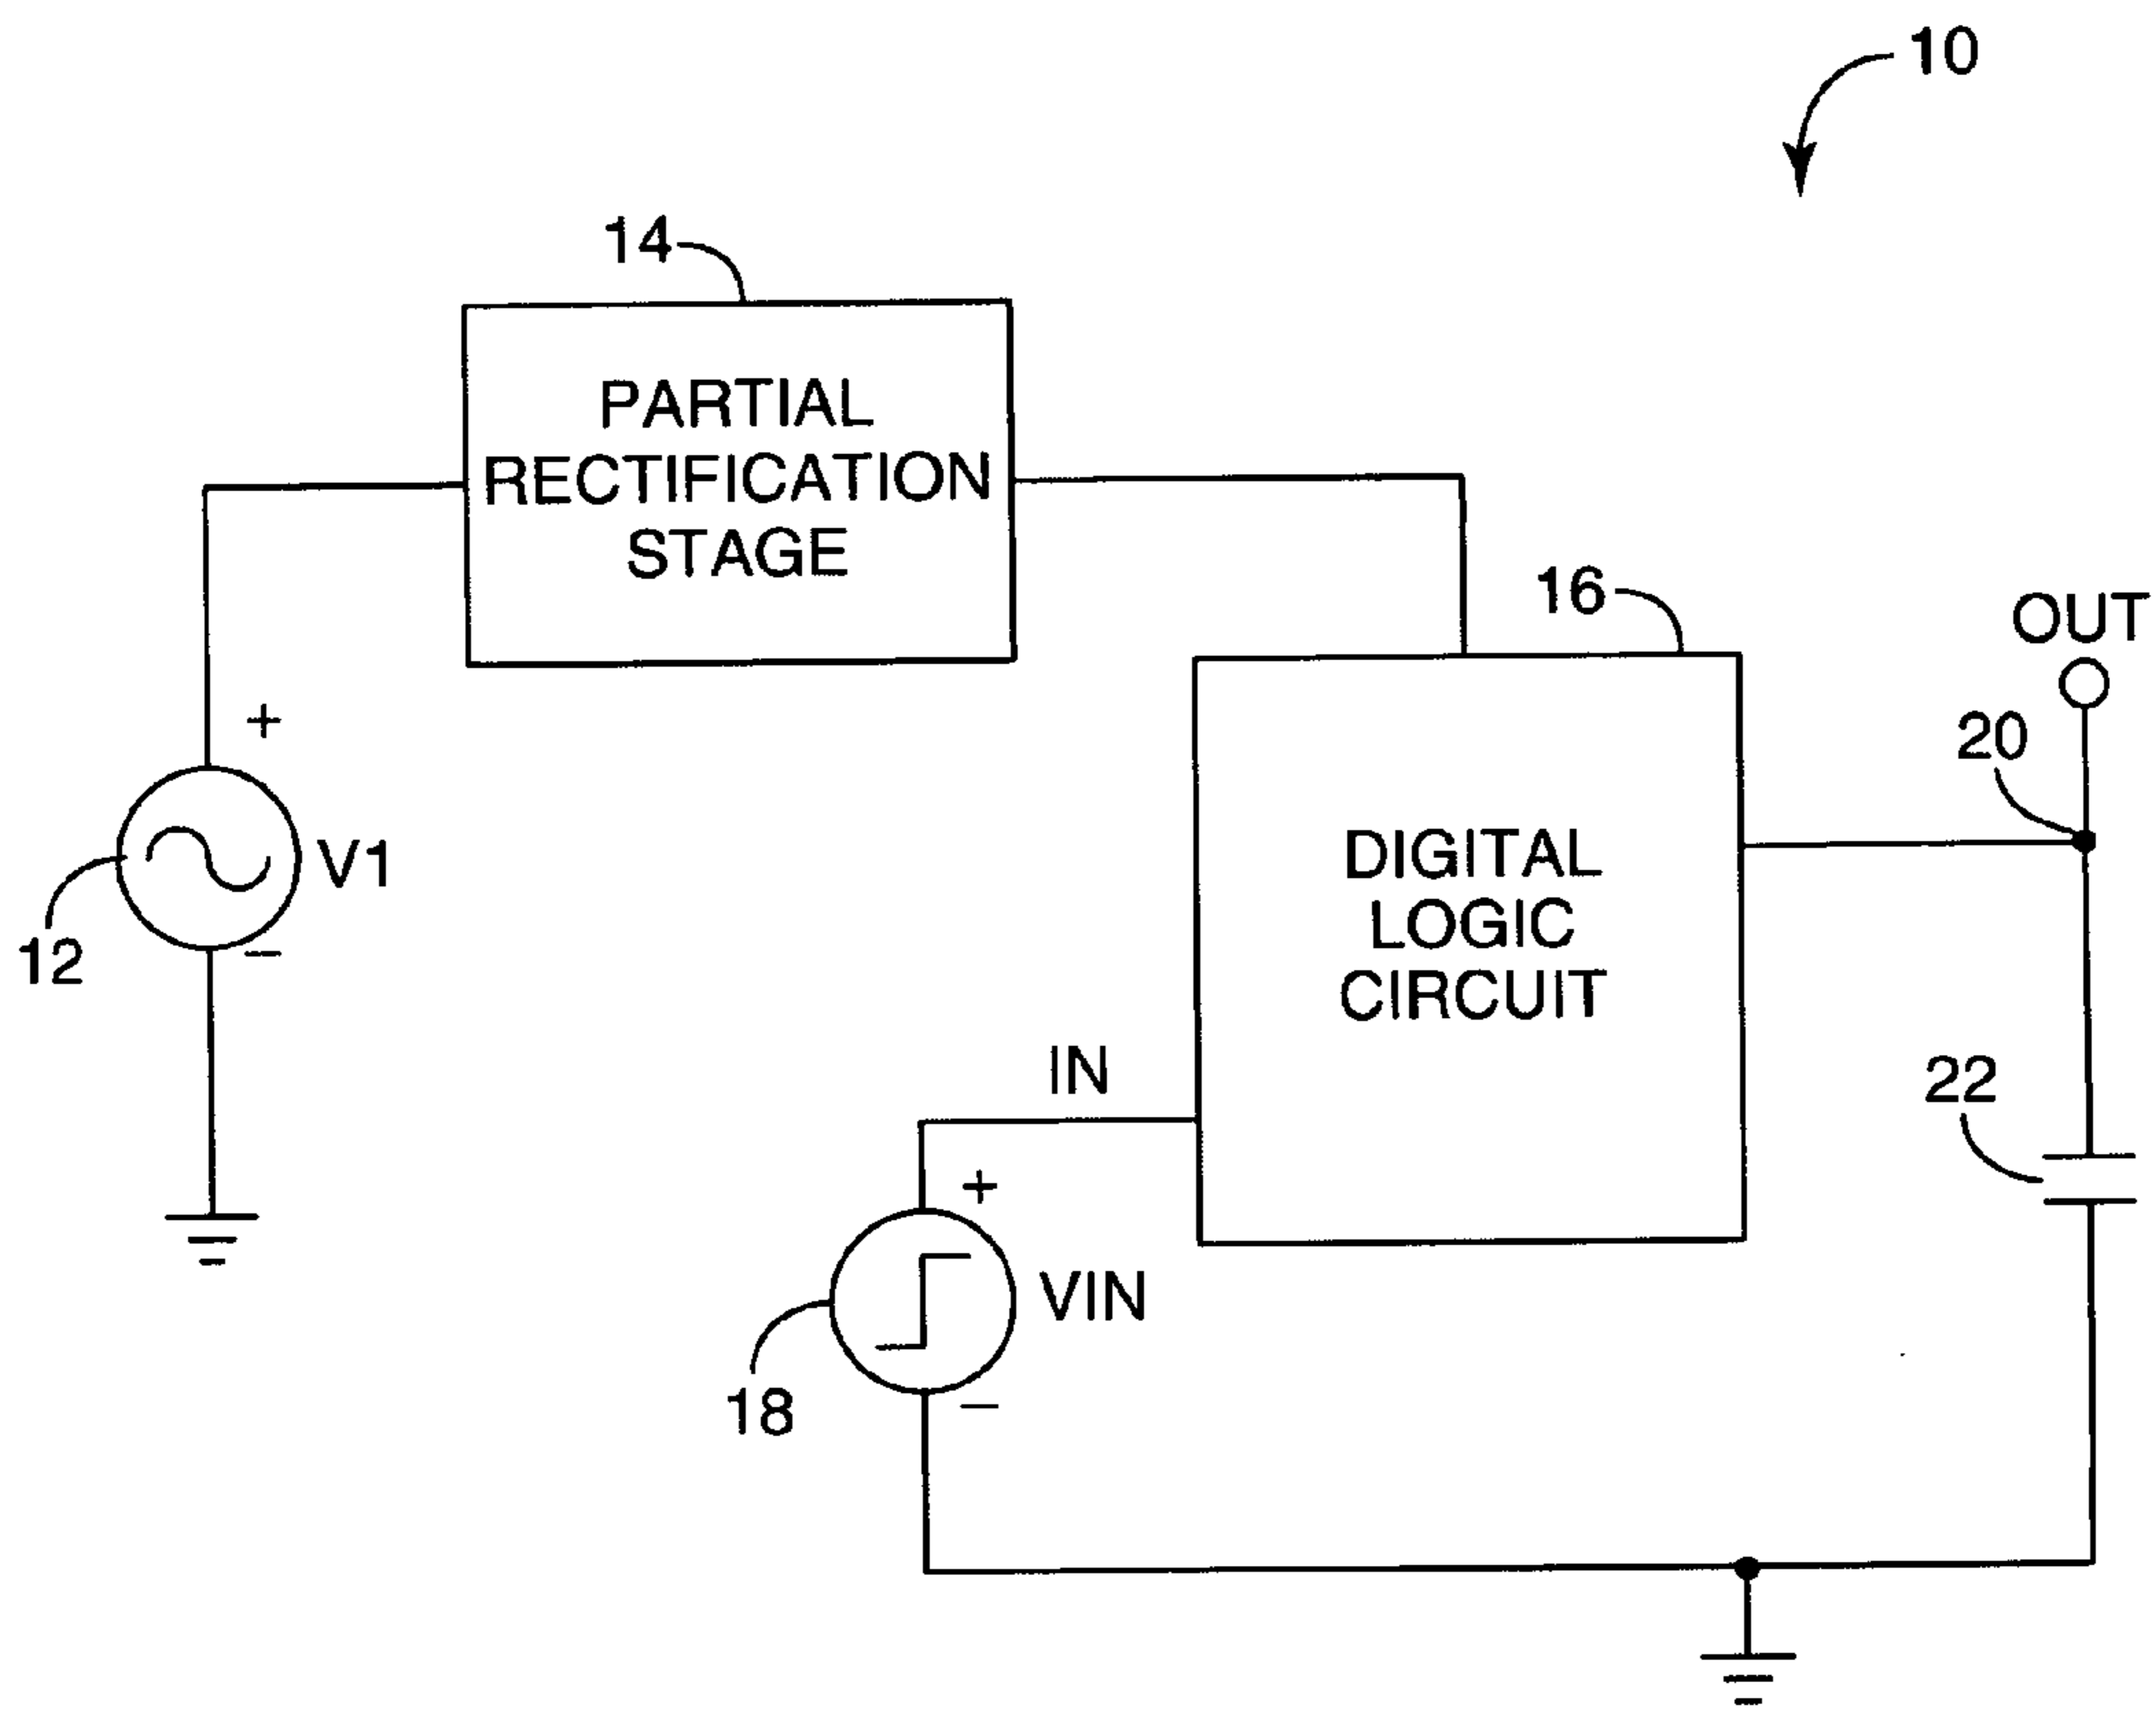 10
14
PARTIAL
RECTIFICATION
STAGE
16
OUT
20
+
V1
12
−
DIGITAL
LOGIC
CIRCUIT
IN
22
+
VIN
18
−